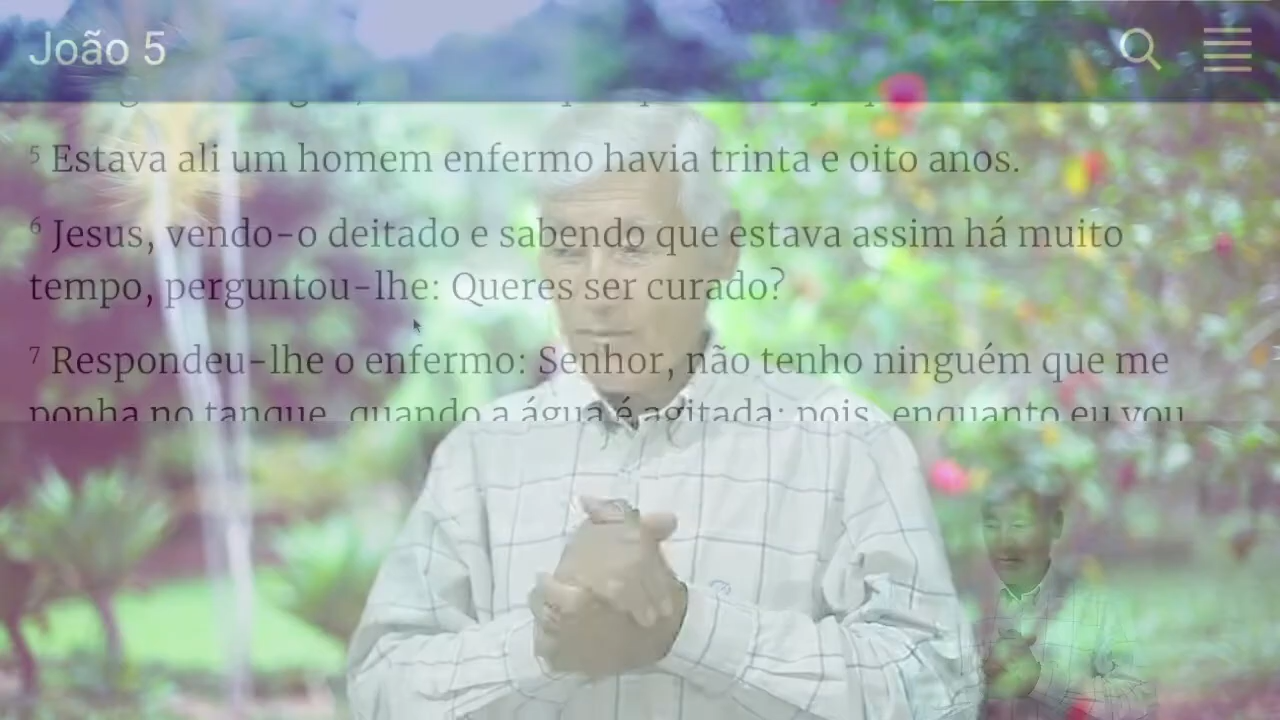 João 5
5 Estava ali um homem enfermo havia trinta e oito anos.
6 Jesus, vendo-o deitado e sabendo que estava assim há muito
tempo, perguntou-lhe: Queres ser curado?
7 Respondeu-lhe o enfermo: Senhor, não tenho ninguém que me
ponha no tanque, quando a água é agitada; pois, enquanto eu vou